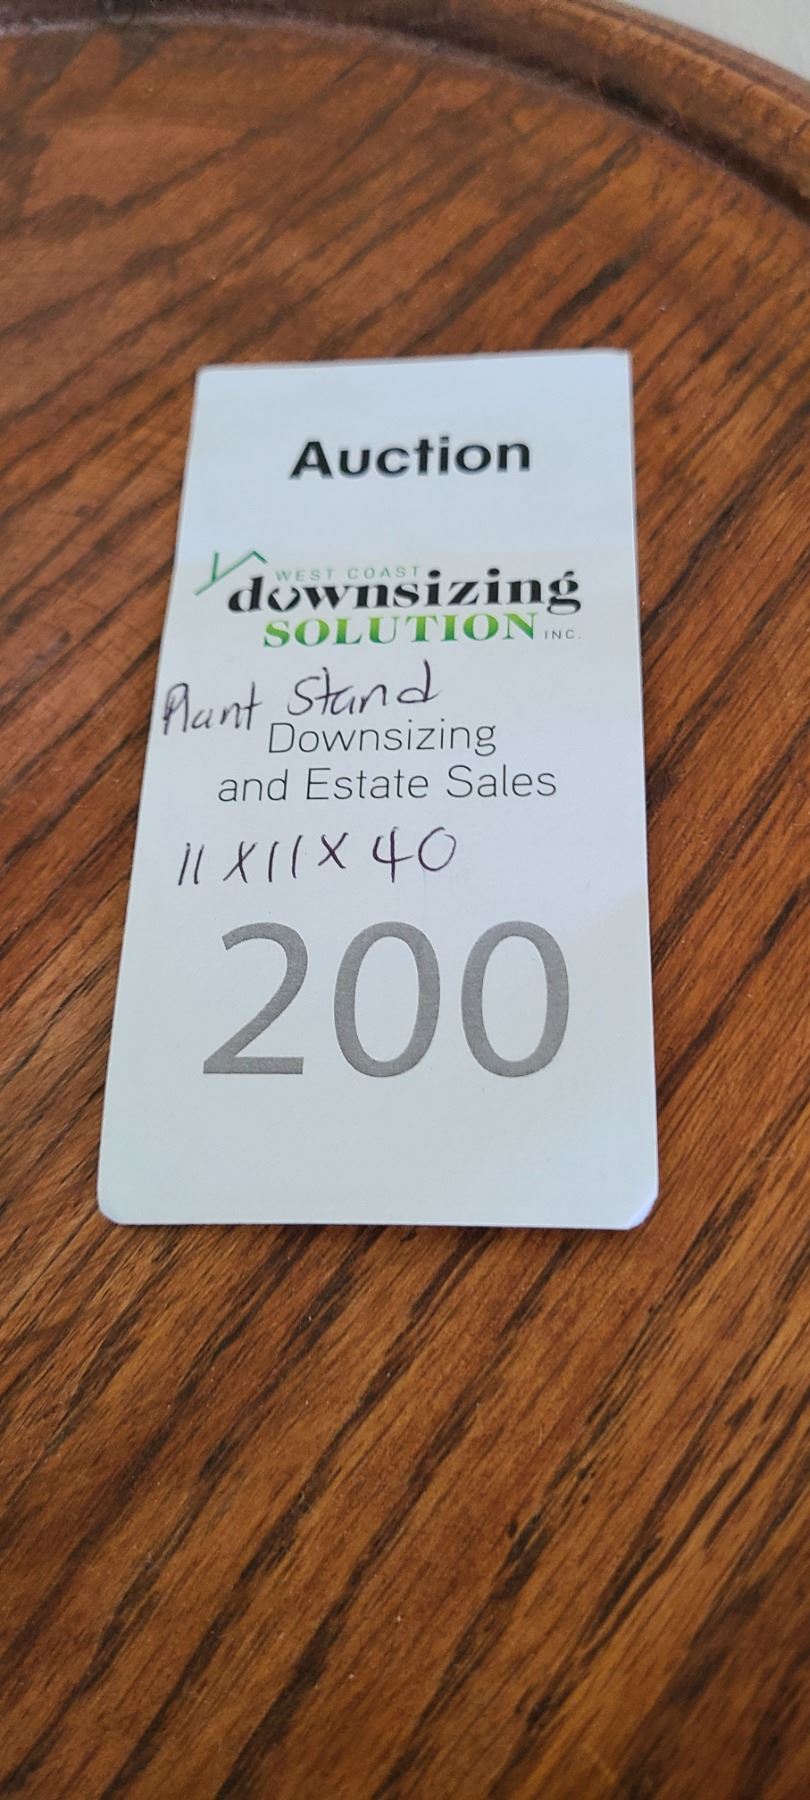 Auction
WEST COAST
downsizing
SOLUTION INC.
Plant Stand
Downsizing
and Estate Sales
11 X 11 X 40
200